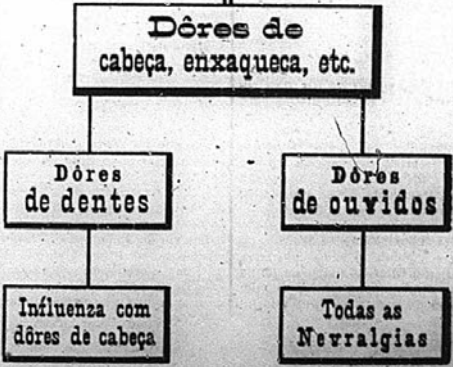 Dôres de
cabeça, enxaqueca, etc.
Dôres
de dentes
Dôres
de ouvidos
Influenza com
dôres de cabeça
Todas as
Nevralgias